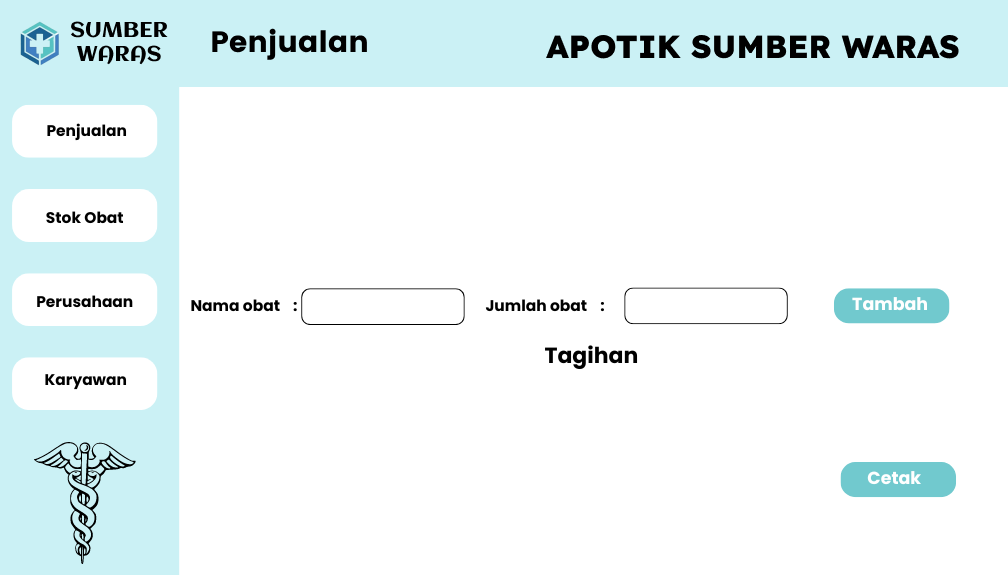 SUMBER
WARAS
Penjualan
APOTIK SUMBER WARAS
Penjualan
Stok Obat
Perusahaan
Karyawan
Nama obat :
Jumlah obat :
Tambah
Tagihan
Cetak